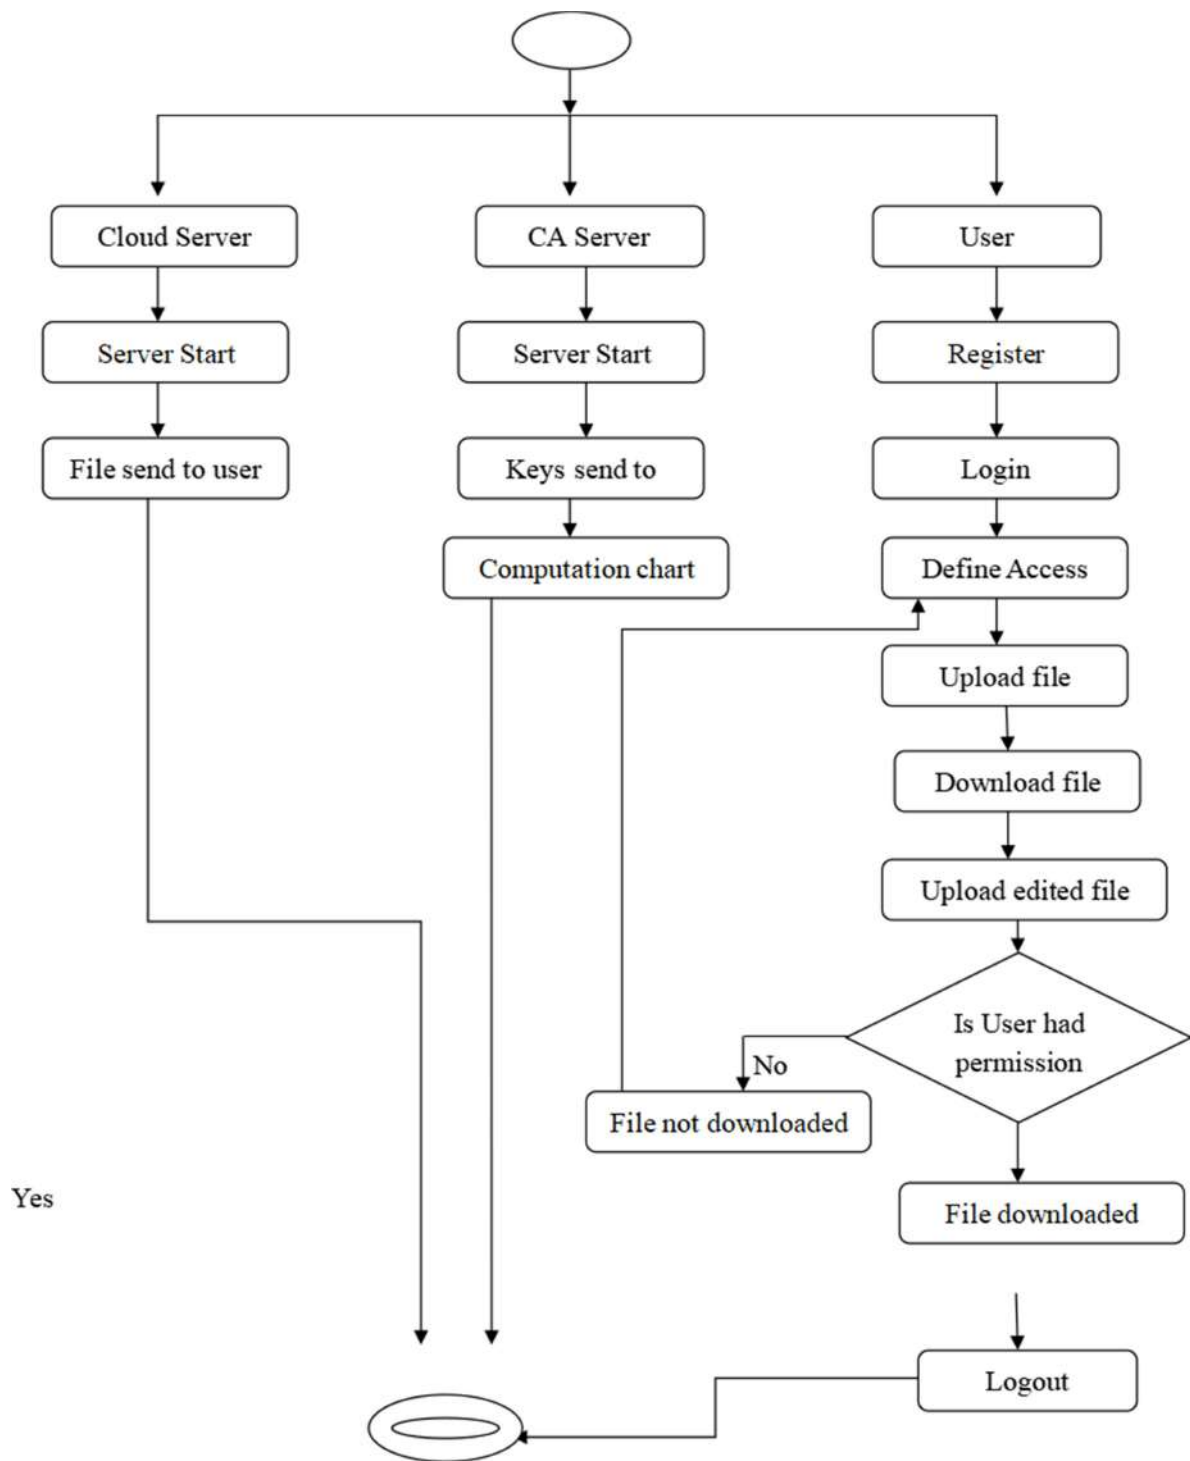 Cloud Server
CA Server
User
Server Start
Server Start
Register
File send to user
Keys send to
Login
Computation chart
Define Access
Upload file
Download file
Upload edited file
Is User had
permission
No
File not downloaded
Yes
File downloaded
Logout